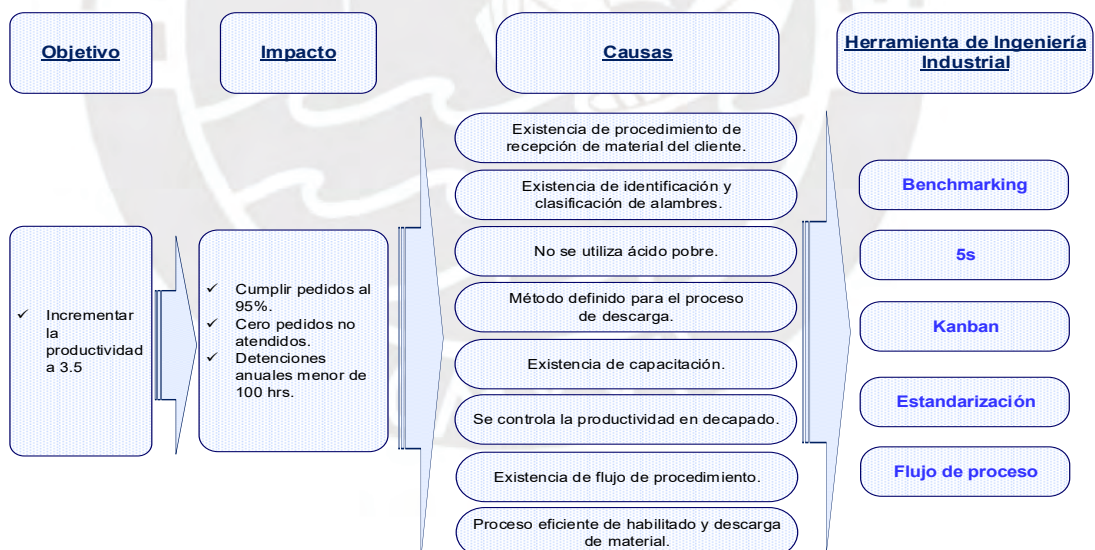 Objetivo
Impacto
Causas
Herramienta de Ingeniería
Industrial
✓ Incrementar
la
productividad
a 3.5
✓ Cumplir pedidos al
95%.
✓ Cero pedidos no
atendidos.
✓ Detenciones
anuales menor de
100 hrs.
Existencia de procedimiento de
recepción de material del cliente.
Existencia de identificación y
clasificación de alambres.
No se utiliza ácido pobre.
Método definido para el proceso
de descarga.
Existencia de capacitación.
Se controla la productividad en decapado.
Existencia de flujo de procedimiento.
Proceso eficiente de habilitado y descarga
de material.
Benchmarking
5s
Kanban
Estandarización
Flujo de proceso